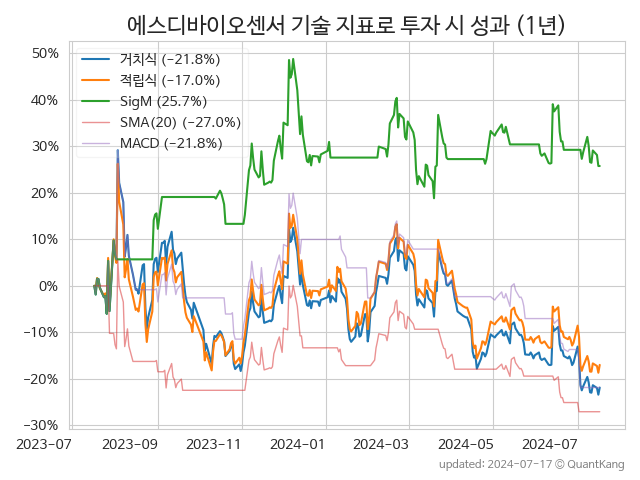 에스디바이오센서 기술 지표로 투자 시 성과 (1년)
거치식 (−21.8%)
적립식 (−17.0%)
SigM (25.7%)
SMA(20) (−27.0%)
MACD (−21.8%)
50%
40%
30%
20%
10%
0%
−10%
−20%
−30%
2023-07 2023-09 2023-11 2024-01 2024-03 2024-05 2024-07
updated: 2024-07-17 ⓒ QuantKang